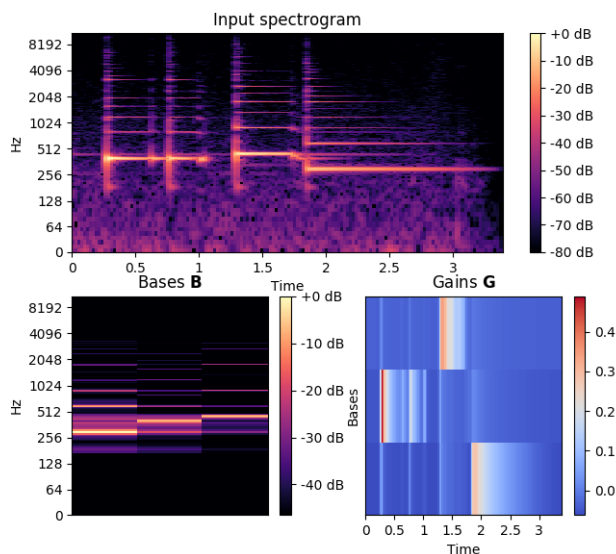 Input spectrogram
8192
4096
2048
1024
512
256
128
64
0
Hz
0
0.5
1
1.5
2
2.5
3
Time
+0 dB
-10 dB
-20 dB
-30 dB
-40 dB
-50 dB
-60 dB
-70 dB
-80 dB
Bases B
8192
4096
2048
1024
512
256
128
64
0
Hz
+0 dB
-10 dB
-20 dB
-30 dB
-40 dB
Gains G
Bases
0
0.5
1
1.5
2
2.5
3
Time
0.4
0.3
0.2
0.1
0.0